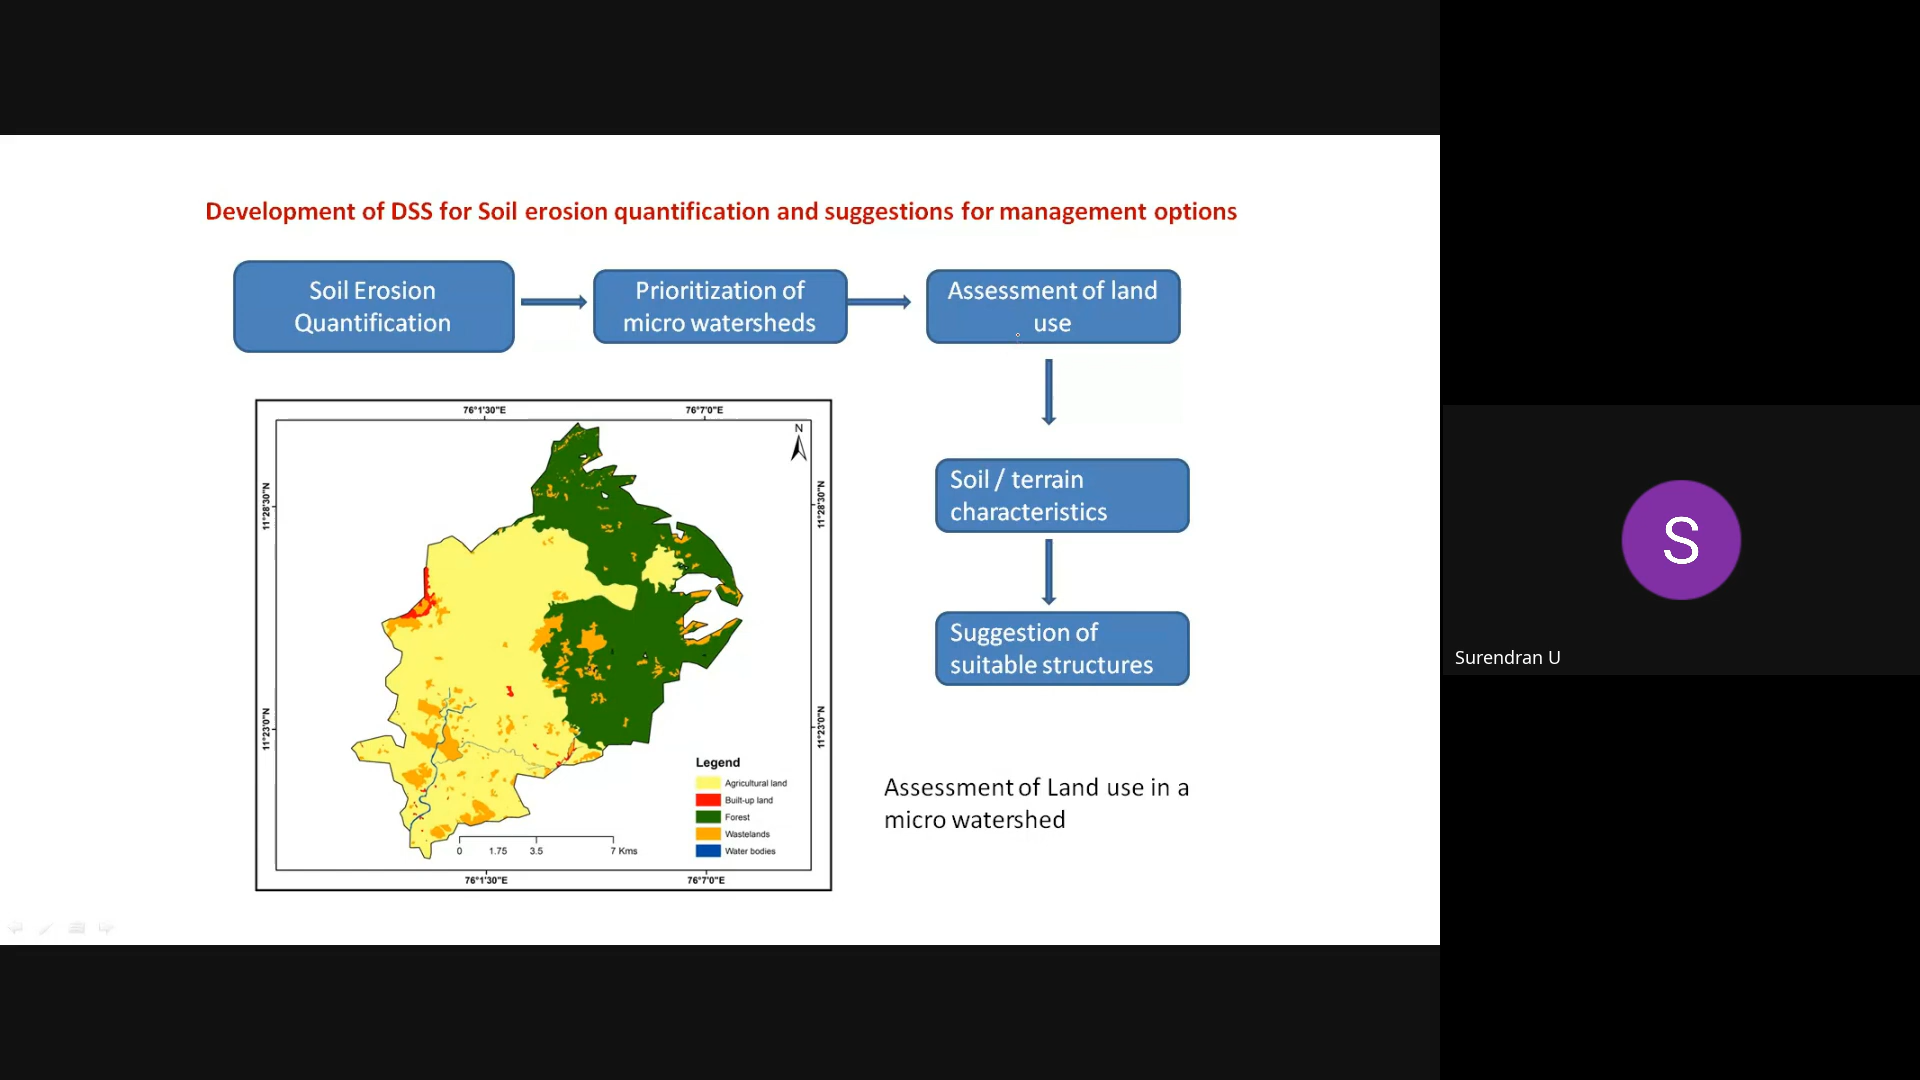 Development of DSS for Soil erosion quantification and suggestions for management options
Soil Erosion
Quantification
Prioritization of
micro watersheds
Assessment of land
use
Soil / terrain
characteristics
Suggestion of
suitable structures
76°1'30"E
76°7'0"E
N
11°28'30"N
11°28'30"N
11°23'0"N
11°23'0"N
Legend
Agricultural land
Built-up land
Forest
Wastelands
Water bodies
0 1.75 3.5 7 Kms
76°1'30"E
76°7'0"E
Assessment of Land use in a
micro watershed
S
Surendran U